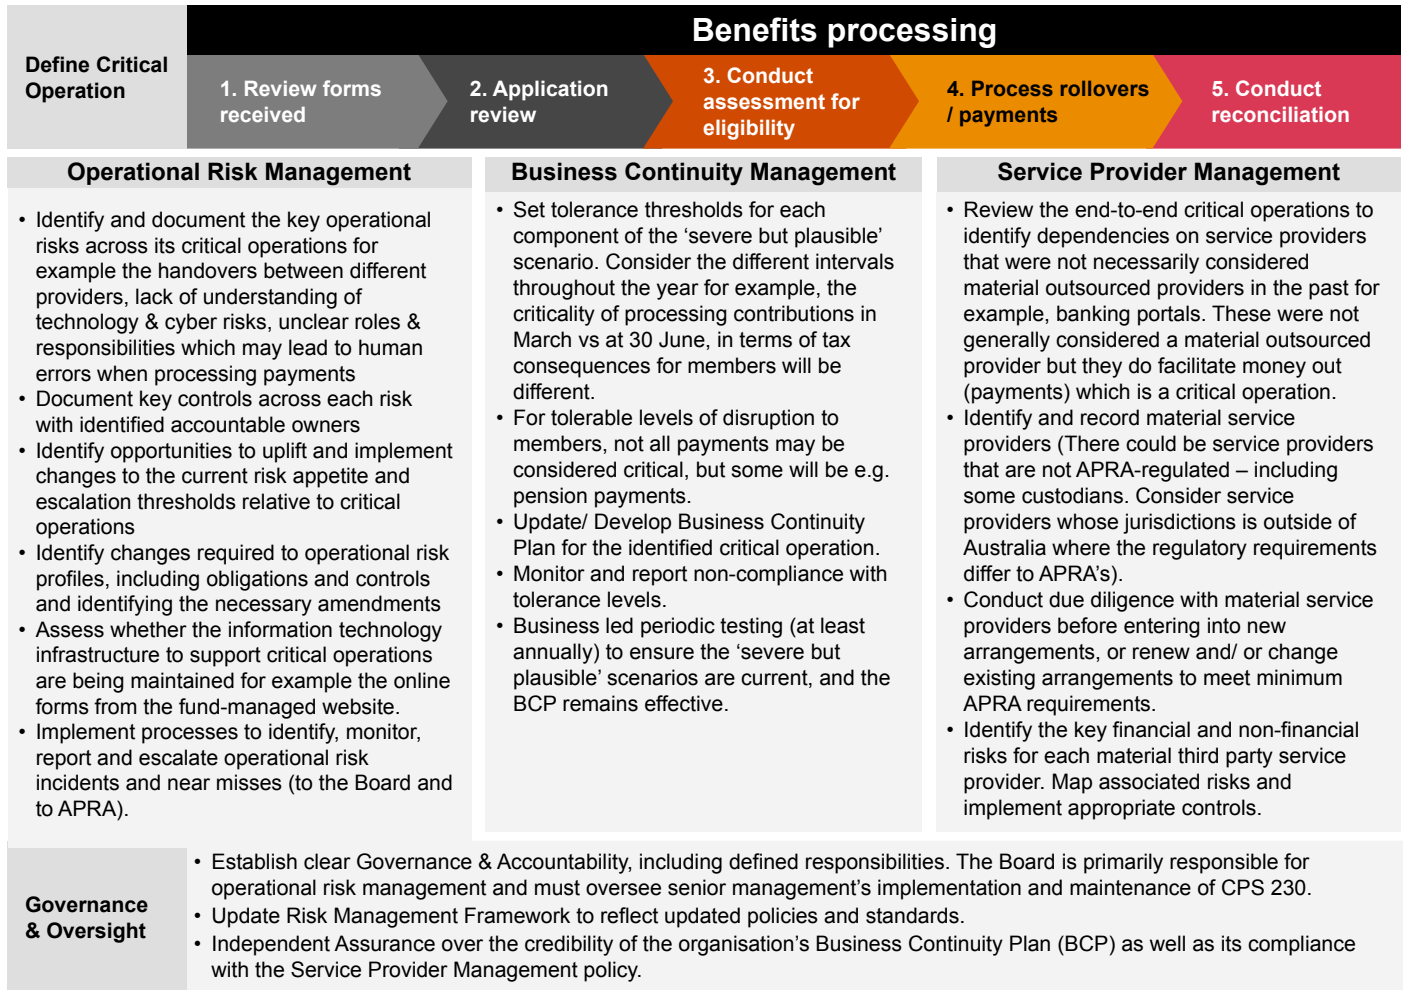 Benefits processing
Define Critical
Operation
1. Review forms
received
2. Application
review
3. Conduct
assessment for
eligibility
4. Process rollovers
/ payments
5. Conduct
reconciliation
Operational Risk Management
• Identify and document the key operational
risks across its critical operations for
example the handovers between different
providers, lack of understanding of
technology & cyber risks, unclear roles &
responsibilities which may lead to human
errors when processing payments
• Document key controls across each risk
with identified accountable owners
• Identify opportunities to uplift and implement
changes to the current risk appetite and
escalation thresholds relative to critical
operations
• Identify changes required to operational risk
profiles, including obligations and controls
and identifying the necessary amendments
• Assess whether the information technology
infrastructure to support critical operations
are being maintained for example the online
forms from the fund-managed website.
• Implement processes to identify, monitor,
report and escalate operational risk
incidents and near misses (to the Board and
to APRA).
Business Continuity Management
• Set tolerance thresholds for each
component of the ‘severe but plausible’
scenario. Consider the different intervals
throughout the year for example, the
criticality of processing contributions in
March vs at 30 June, in terms of tax
consequences for members will be
different.
• For tolerable levels of disruption to
members, not all payments may be
considered critical, but some will be e.g.
pension payments.
• Update/ Develop Business Continuity
Plan for the identified critical operation.
• Monitor and report non-compliance with
tolerance levels.
• Business led periodic testing (at least
annually) to ensure the ‘severe but
plausible’ scenarios are current, and the
BCP remains effective.
Service Provider Management
• Review the end-to-end critical operations to
identify dependencies on service providers
that were not necessarily considered
material outsourced providers in the past for
example, banking portals. These were not
generally considered a material outsourced
provider but they do facilitate money out
(payments) which is a critical operation.
• Identify and record material service
providers (There could be service providers
that are not APRA-regulated – including
some custodians. Consider service
providers whose jurisdictions is outside of
Australia where the regulatory requirements
differ to APRA’s).
• Conduct due diligence with material service
providers before entering into new
arrangements, or renew and/ or change
existing arrangements to meet minimum
APRA requirements.
• Identify the key financial and non-financial
risks for each material third party service
provider. Map associated risks and
implement appropriate controls.
Governance
& Oversight
• Establish clear Governance & Accountability, including defined responsibilities. The Board is primarily responsible for
operational risk management and must oversee senior management’s implementation and maintenance of CPS 230.
• Update Risk Management Framework to reflect updated policies and standards.
• Independent Assurance over the credibility of the organisation’s Business Continuity Plan (BCP) as well as its compliance
with the Service Provider Management policy.